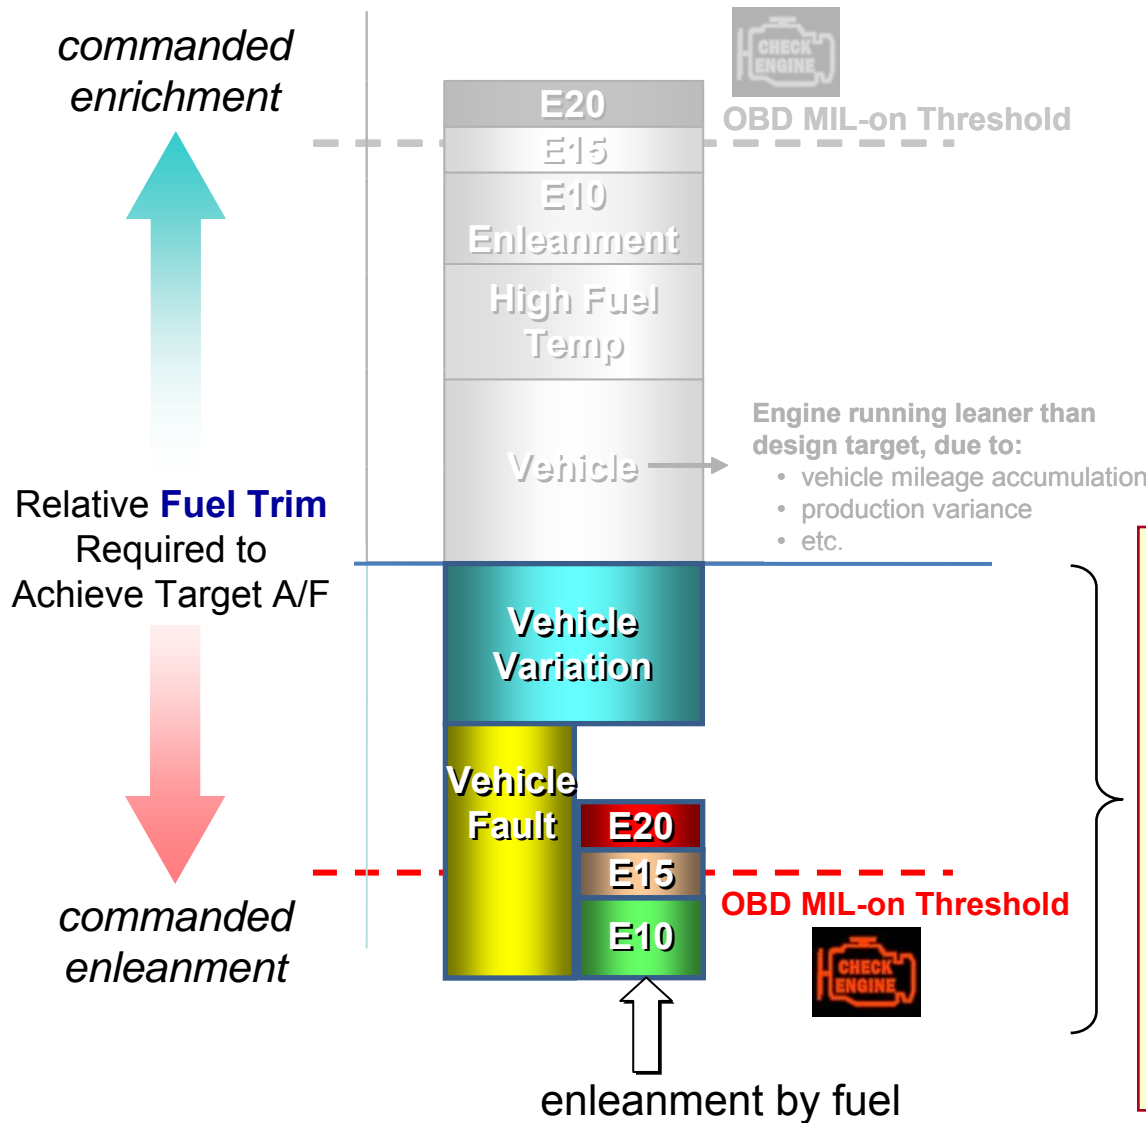 commanded
enrichment
CHECK
ENGINE
OBD MIL-on Threshold
E20
E15
E10
Enleanment
High Fuel
Temp
Vehicle
Engine running leaner than
design target, due to:
• vehicle mileage accumulation
• production variance
• etc.
Relative Fuel Trim
Required to
Achieve Target A/F
Vehicle
Variation
Vehicle
Fault
E20
E15
E10
OBD MIL-on Threshold
CHECK
ENGINE
commanded
enleanment
enleanment by fuel